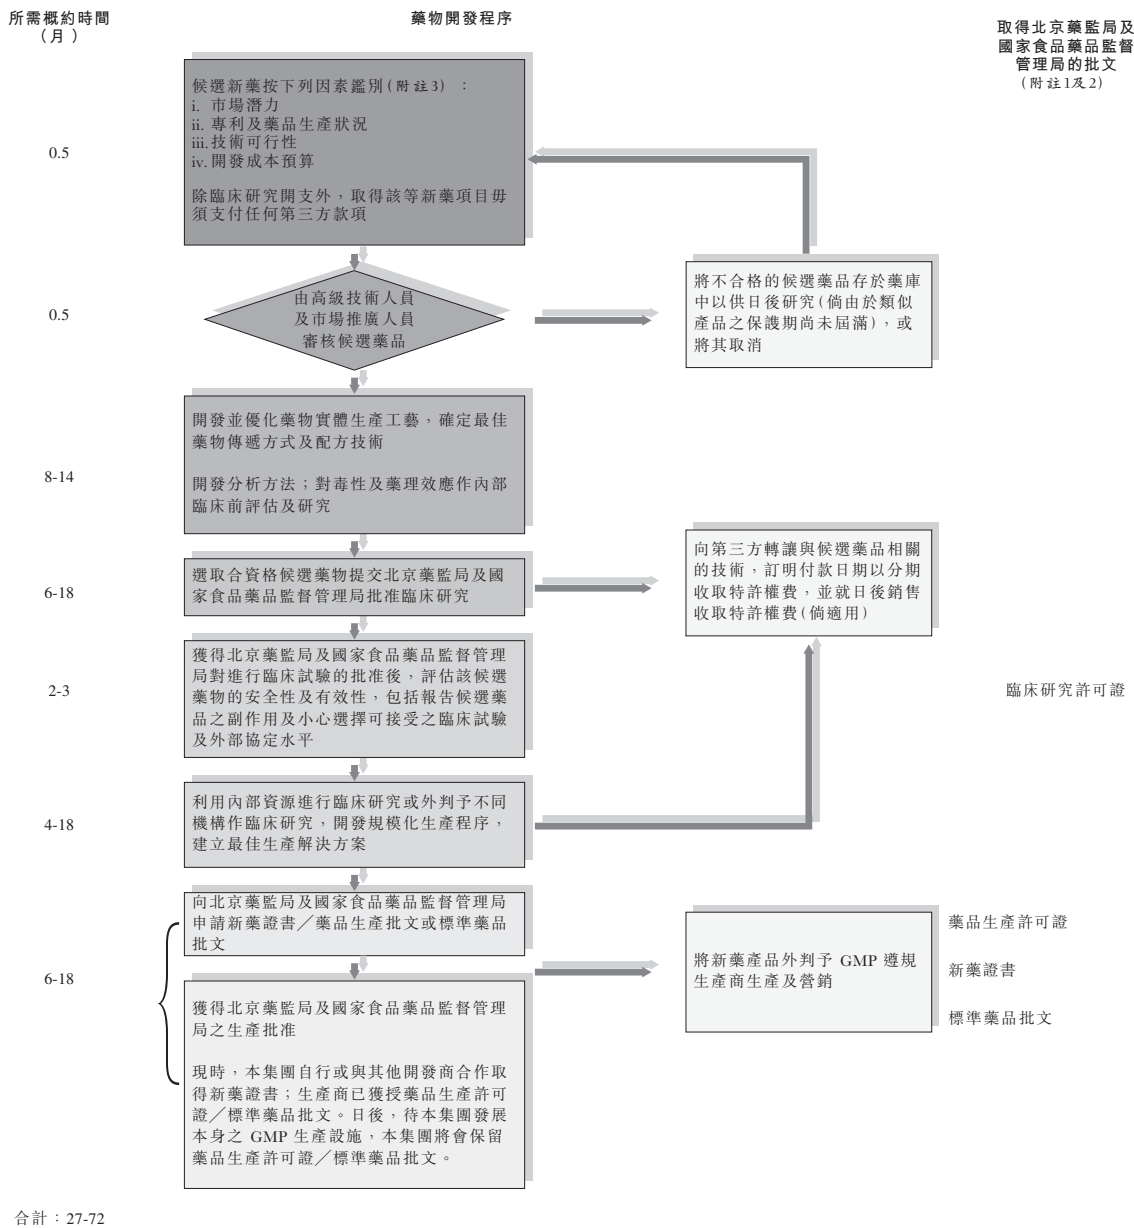 所需概約時間
（月）
藥物開發程序
取得北京藥監局及
國家食品藥品監督
管理局的批文
（附註1及2）
候選新藥按下列因素鑑別（附註3）：
i. 市場潛力
ii. 專利及藥品生產狀況
iii. 技術可行性
iv. 開發成本預算
除臨床研究開支外，取得該等新藥項目毋
須支付任何第三方款項
0.5
由高級技術人員
及市場推廣人員
審核候選藥品
0.5
將不合格的候選藥品存於藥庫
中以供日後研究（倘由於類似
產品之保護期尚未屆滿），或
將其取消
開發並優化藥物實體生產工藝，確定最佳
藥物傳遞方式及配方技術
開發分析方法；對毒性及藥理效應作內部
臨床前評估及研究
8-14
選取合資格候選藥物提交北京藥監局及國
家食品藥品監督管理局批准臨床研究
6-18
向第三方轉讓與候選藥品相關
的技術，訂明付款日期以分期
收取特許權費，並就日後銷售
收取特許權費（倘適用）
獲得北京藥監局及國家食品藥品監督管理
局對進行臨床試驗的批准後，評估該候選
藥物的安全性及有效性，包括報告候選藥
品之副作用及小心選擇可接受之臨床試驗
及外部協定水平
2-3
臨床研究許可證
利用內部資源進行臨床研究或外判予不同
機構作臨床研究，開發規模化生產程序，
建立最佳生產解決方案
4-18
向北京藥監局及國家食品藥品監督管理局
申請新藥證書／藥品生產批文或標準藥品
批文
6-18
將新藥產品外判予 GMP 遵規
生產商生產及營銷
藥品生產許可證
新藥證書
標準藥品批文
獲得北京藥監局及國家食品藥品監督管理
局之生產批准
現時，本集團自行或與其他開發商合作取
得新藥證書；生產商已獲授藥品生產許可
證／標準藥品批文。日後，待本集團發展
本身之 GMP 生產設施，本集團將會保留
藥品生產許可證／標準藥品批文。
合計：27-72